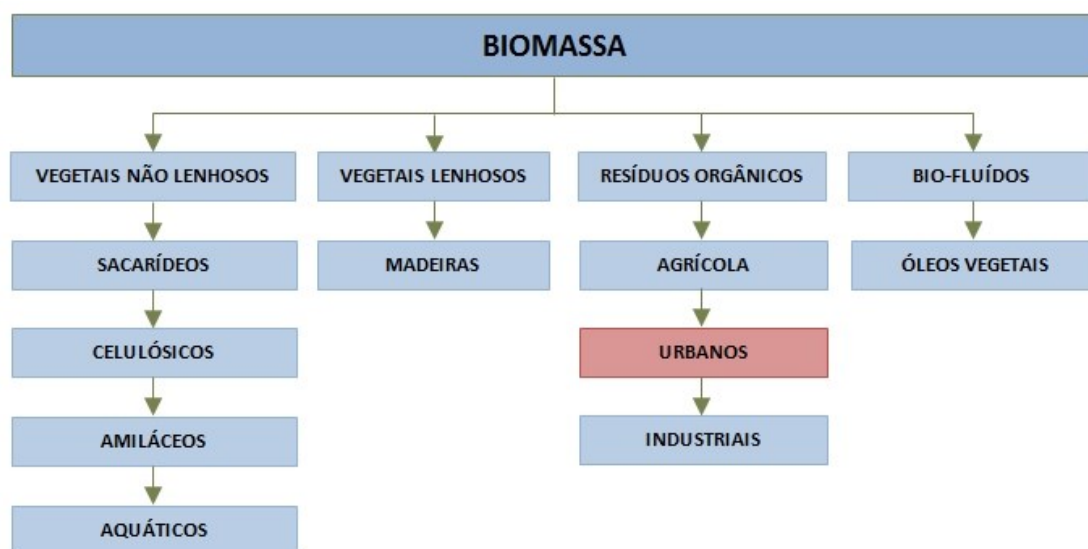 BIOMASSA
VEGETAIS NÃO LENHOSOS
VEGETAIS LENHOSOS
RESÍDUOS ORGÂNICOS
BIO-FLUÍDOS
SACARÍDEOS
MADEIRAS
AGRÍCOLA
ÓLEOS VEGETAIS
CELULÓSICOS
URBANOS
AMILÁCEOS
INDUSTRIAIS
AQUÁTICOS